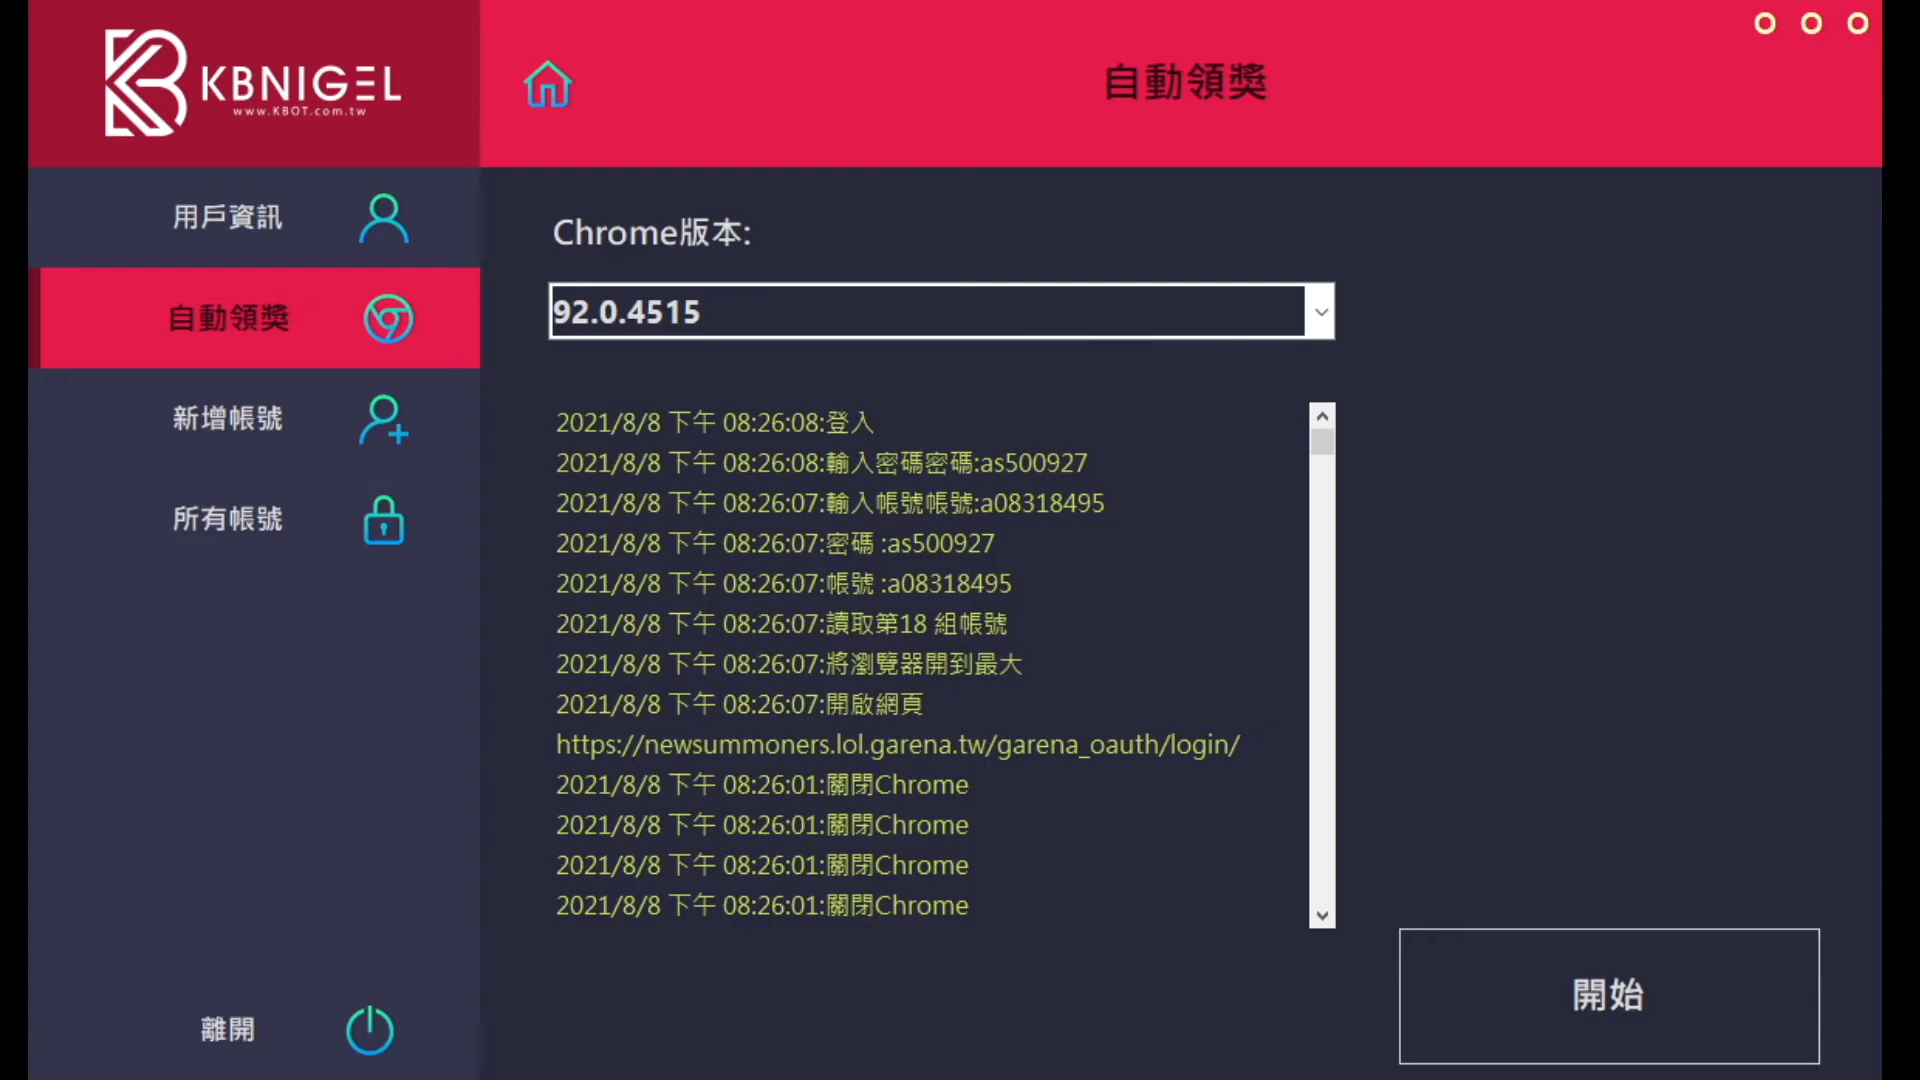 KBNIGEL
www.KBOT.com.tw
自動領獎
用戶資訊
自動領獎
新增帳號
所有帳號
離開
Chrome版本:
92.0.4515
2021/8/8 下午 08:26:08:登入
2021/8/8 下午 08:26:08:輸入密碼密碼:as500927
2021/8/8 下午 08:26:07:輸入帳號帳號:a08318495
2021/8/8 下午 08:26:07:密碼 :as500927
2021/8/8 下午 08:26:07:帳號 :a08318495
2021/8/8 下午 08:26:07:讀取第18 組帳號
2021/8/8 下午 08:26:07:將瀏覽器開到最大
2021/8/8 下午 08:26:07:開啟網頁
https://newsummoners.lol.garena.tw/garena_oauth/login/
2021/8/8 下午 08:26:01:關閉Chrome
2021/8/8 下午 08:26:01:關閉Chrome
2021/8/8 下午 08:26:01:關閉Chrome
2021/8/8 下午 08:26:01:關閉Chrome
開始